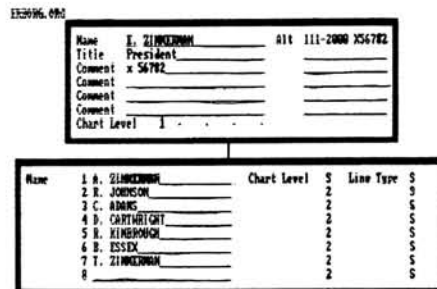 Name E. ZIMMERMAN Alt 111-2000 X56782
Title President
Comment x 56782
Comment
Comment
Comment
Chart Level 1 - - - -
Name 1 A. ZIMMERMAN Chart Level S Line Type S
2 R. JOHNSON 2 S
3 C. ADAMS 2 S
4 D. CARTWRIGHT 2 S
5 R. KIMBROUGH 2 S
6 B. ESSEX 2 S
7 T. ZIMMERMAN 2 S
8 2 S